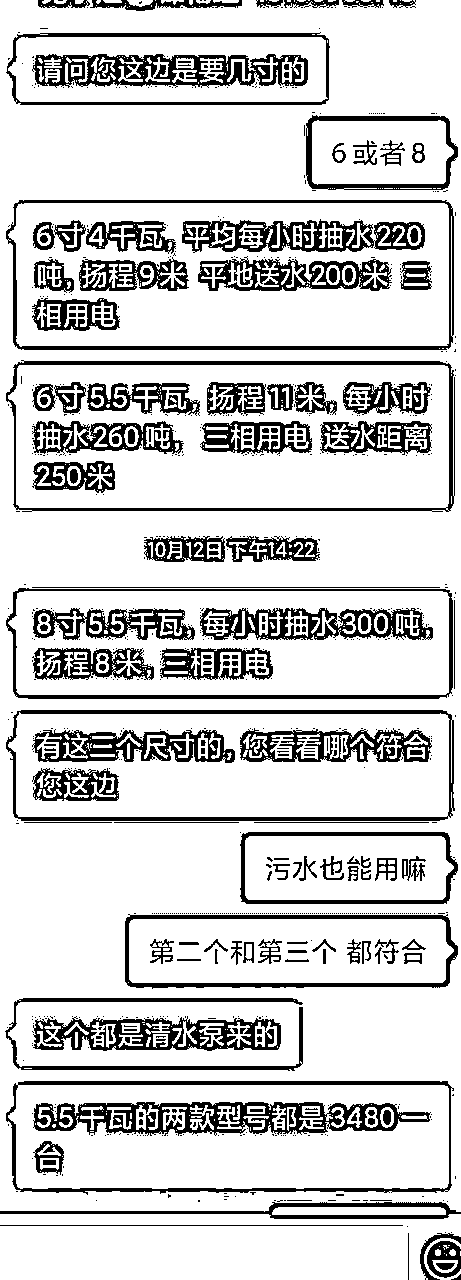 请问您这边是要几寸的
6或者8
6寸4千瓦，平均每小时抽水220
吨，扬程9米 平地送水200米 三
相用电
6寸5.5千瓦，扬程11米，每小时
抽水260吨， 三相用电 送水距离
250米
10月12日 下午14:22
8寸5.5千瓦，每小时抽水300吨，
扬程8米，三相用电
有这三个尺寸的，您看看哪个符合
您这边
污水也能用嘛
第二个和第三个 都符合
这个都是清水泵来的
5.5千瓦的两款型号都是3480一
台